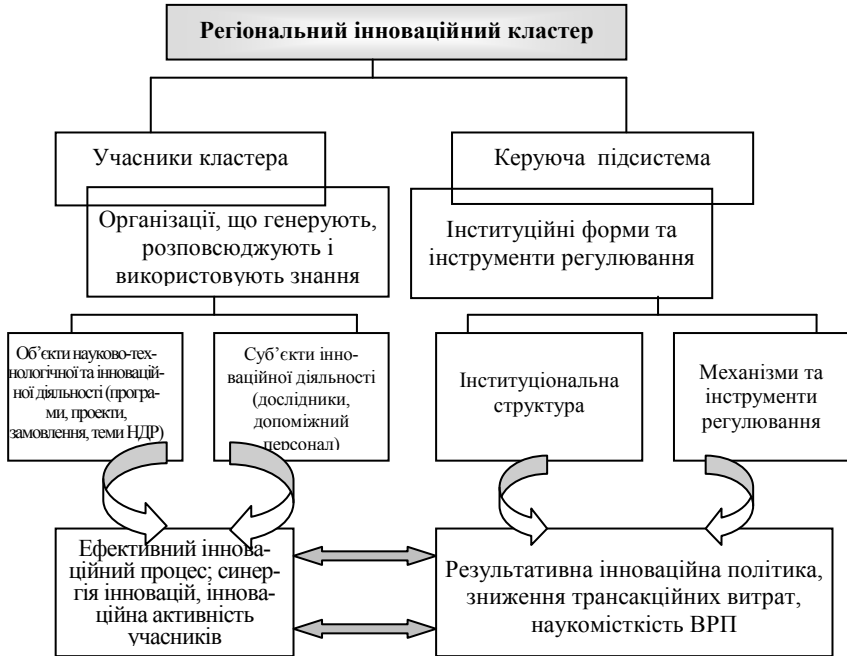 Регіональний інноваційний кластер
Учасники кластера
Керуюча підсистема
Організації, що генерують,
розповсюджують і
використовують знання
Інституційні форми та
інструменти регулювання
Об’єкти науково-тех-
нологічної та інновацій-
ної діяльності (програ-
ми, проекти,
замовлення, теми НДР)
Суб’єкти інно-
ваційної діяльності
(дослідники,
допоміжний
персонал)
Інституціональна
структура
Механізми та
інструменти
регулювання
Ефективний іннова-
ційний процес; синер-
гія інновацій, іннова-
ційна активність
учасників
Результативна інноваційна політика,
зниження трансакційних витрат,
наукомісткість ВРП